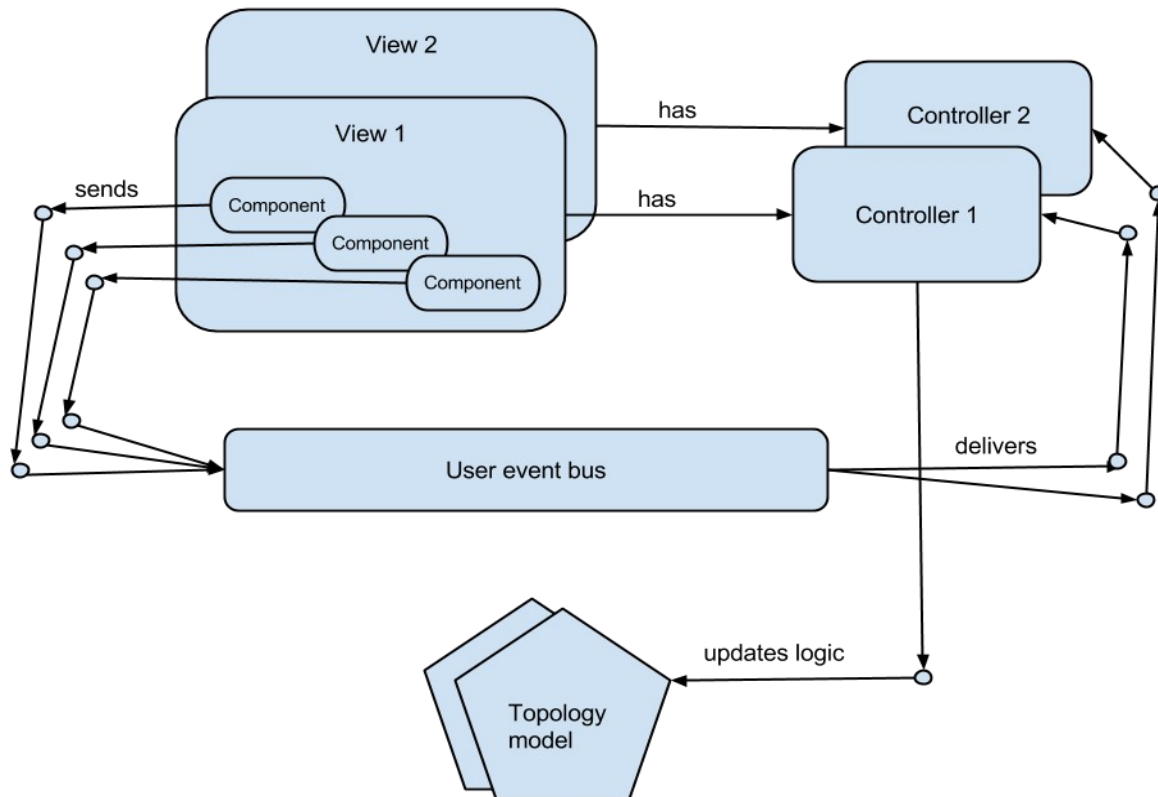 View 2
has
Controller 2
View 1
sends
Component
has
Controller 1
Component
Component
User event bus
delivers
updates logic
Topology
model